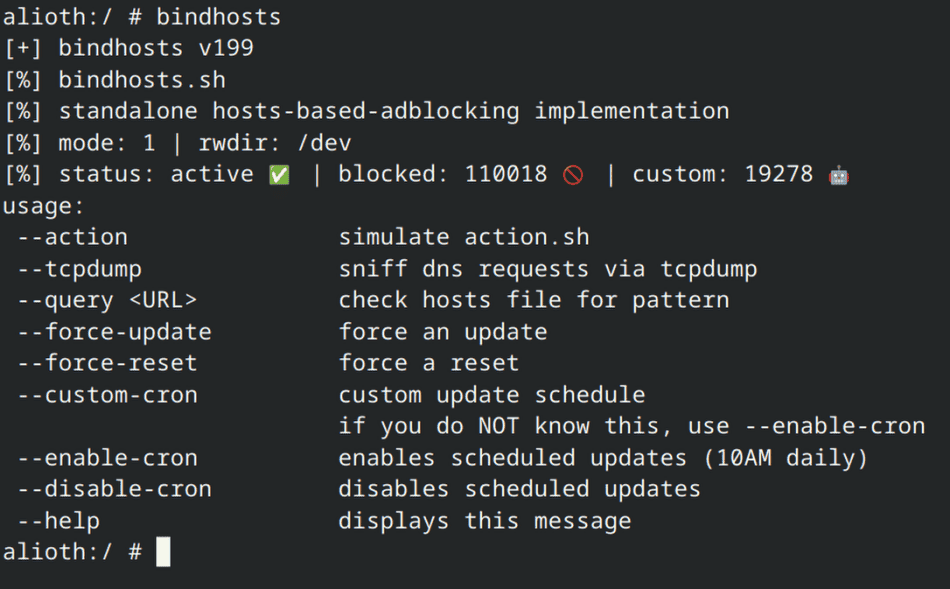 alioth:/ # bindhosts
[+] bindhosts v199
[%] bindhosts.sh
[%] standalone hosts-based-adblocking implementation
[%] mode: 1 | rwdir: /dev
[%] status: active ✅ | blocked: 110018 🚫 | custom: 19278 🤖
usage:
 --action              simulate action.sh
 --tcpdump             sniff dns requests via tcpdump
 --query <URL>         check hosts file for pattern
 --force-update        force an update
 --force-reset         force a reset
 --custom-cron         custom update schedule
                       if you do NOT know this, use --enable-cron
 --enable-cron         enables scheduled updates (10AM daily)
 --disable-cron        disables scheduled updates
 --help                displays this message
alioth:/ #